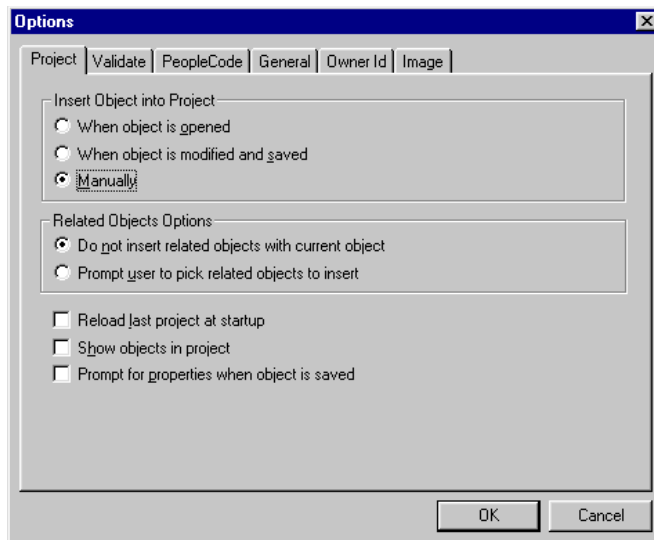 Options
Project Validate PeopleCode General Owner Id Image
Insert Object into Project
When object is opened
When object is modified and saved
Manually
Related Objects Options
Do not insert related objects with current object
Prompt user to pick related objects to insert
Reload last project at startup
Show objects in project
Prompt for properties when object is saved
OK Cancel